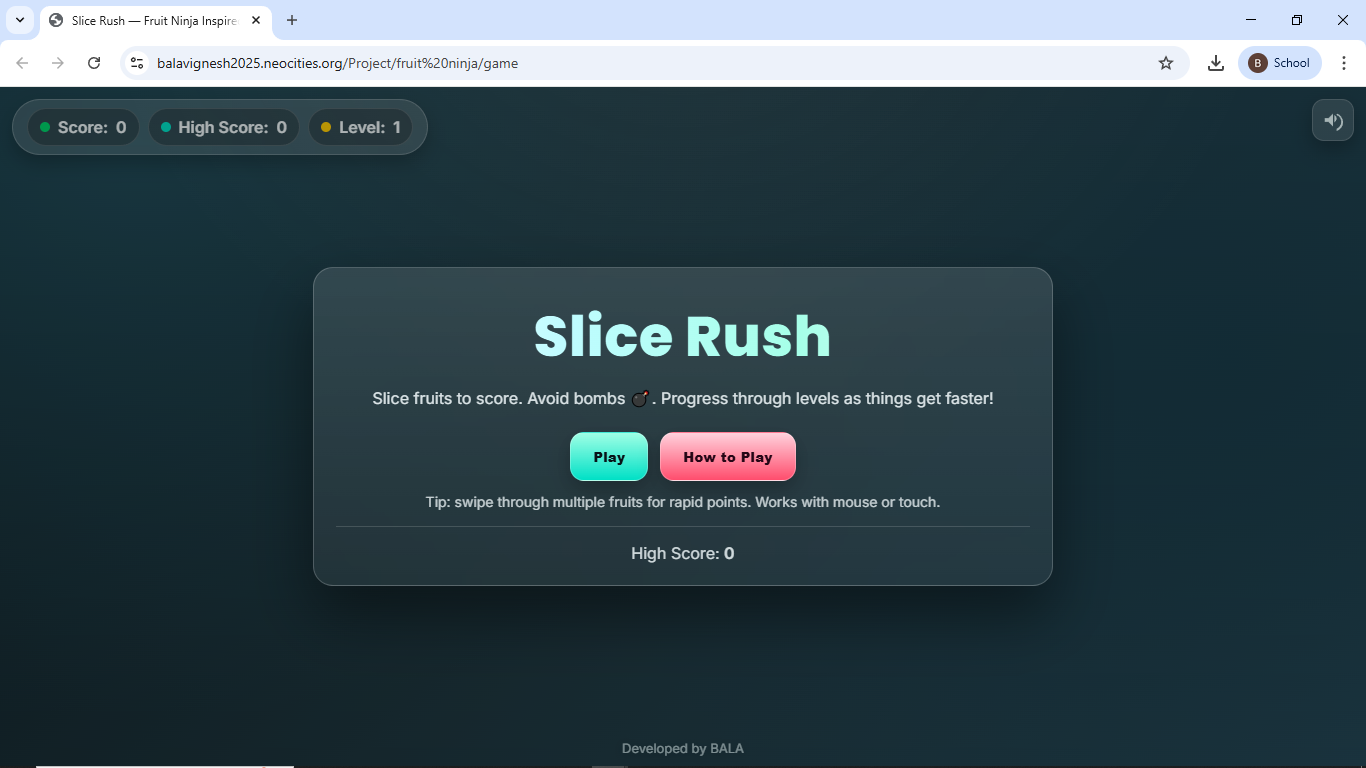 Slice Rush — Fruit Ninja Inspire
balavignesh2025.neocities.org/Project/fruit%20ninja/game
B
School
Score: 0
High Score: 0
Level: 1
Slice Rush
Slice fruits to score. Avoid bombs 💣. Progress through levels as things get faster!
Play
How to Play
Tip: swipe through multiple fruits for rapid points. Works with mouse or touch.
High Score: 0
Developed by BALA